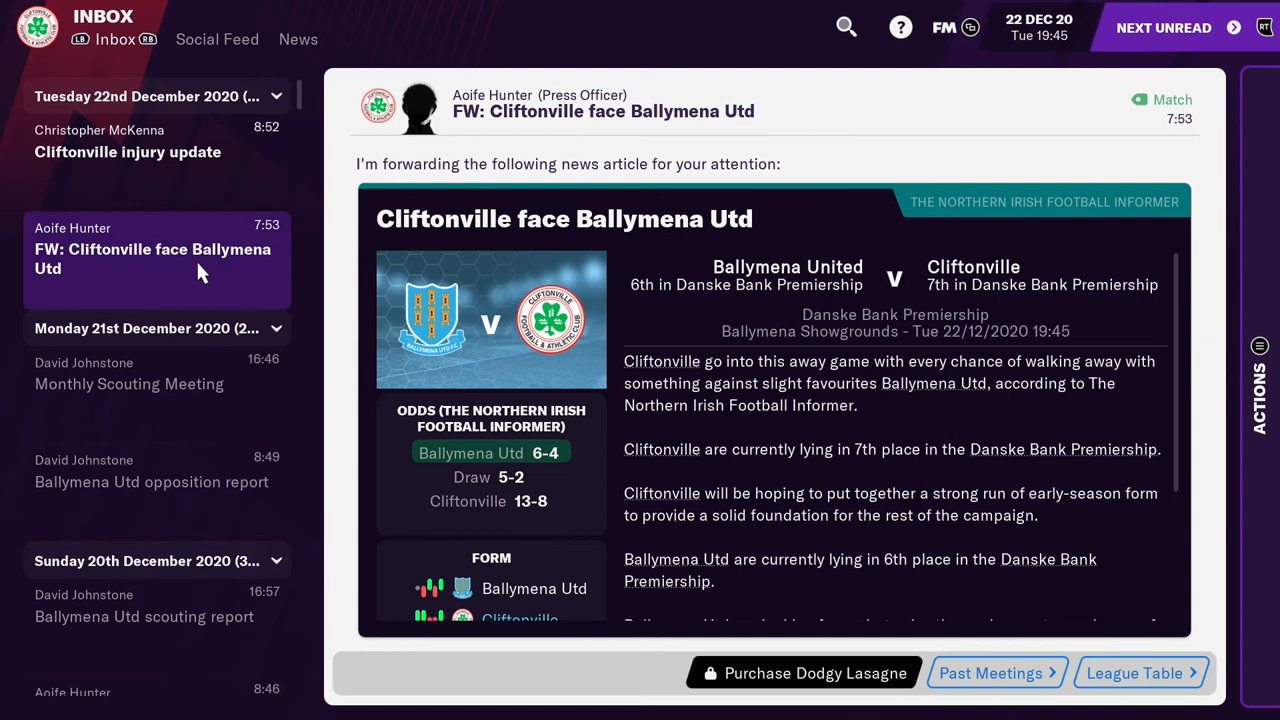 INBOX
LB Inbox RB Social Feed News
? FM 22 DEC 20
Tue 19:45
NEXT UNREAD RT
Tuesday 22nd December 2020 (...
Christopher McKenna 8:52
Cliftonville injury update
Aoife Hunter 7:53
FW: Cliftonville face Ballymena
Utd
Monday 21st December 2020 (2...
David Johnstone 16:46
Monthly Scouting Meeting
David Johnstone 8:49
Ballymena Utd opposition report
Sunday 20th December 2020 (3...
David Johnstone 16:57
Ballymena Utd scouting report
Aoife Hunter 8:46
Aoife Hunter (Press Officer)
FW: Cliftonville face Ballymena Utd
Match
7:53
I'm forwarding the following news article for your attention:
THE NORTHERN IRISH FOOTBALL INFORMER
Cliftonville face Ballymena Utd
BALLYMENA UTD F.C. V CLIFTONVILLE
Ballymena United v Cliftonville
6th in Danske Bank Premiership 7th in Danske Bank Premiership
Danske Bank Premiership
Ballymena Showgrounds - Tue 22/12/2020 19:45
ODDS (THE NORTHERN IRISH
FOOTBALL INFORMER)
Ballymena Utd 6-4
Draw 5-2
Cliftonville 13-8
FORM
Ballymena Utd
Cliftonville
Cliftonville go into this away game with every chance of walking away with
something against slight favourites Ballymena Utd, according to The
Northern Irish Football Informer.
Cliftonville are currently lying in 7th place in the Danske Bank Premiership.
Cliftonville will be hoping to put together a strong run of early-season form
to provide a solid foundation for the rest of the campaign.
Ballymena Utd are currently lying in 6th place in the Danske Bank
Premiership.
Purchase Dodgy Lasagne
Past Meetings
League Table
ACTIONS